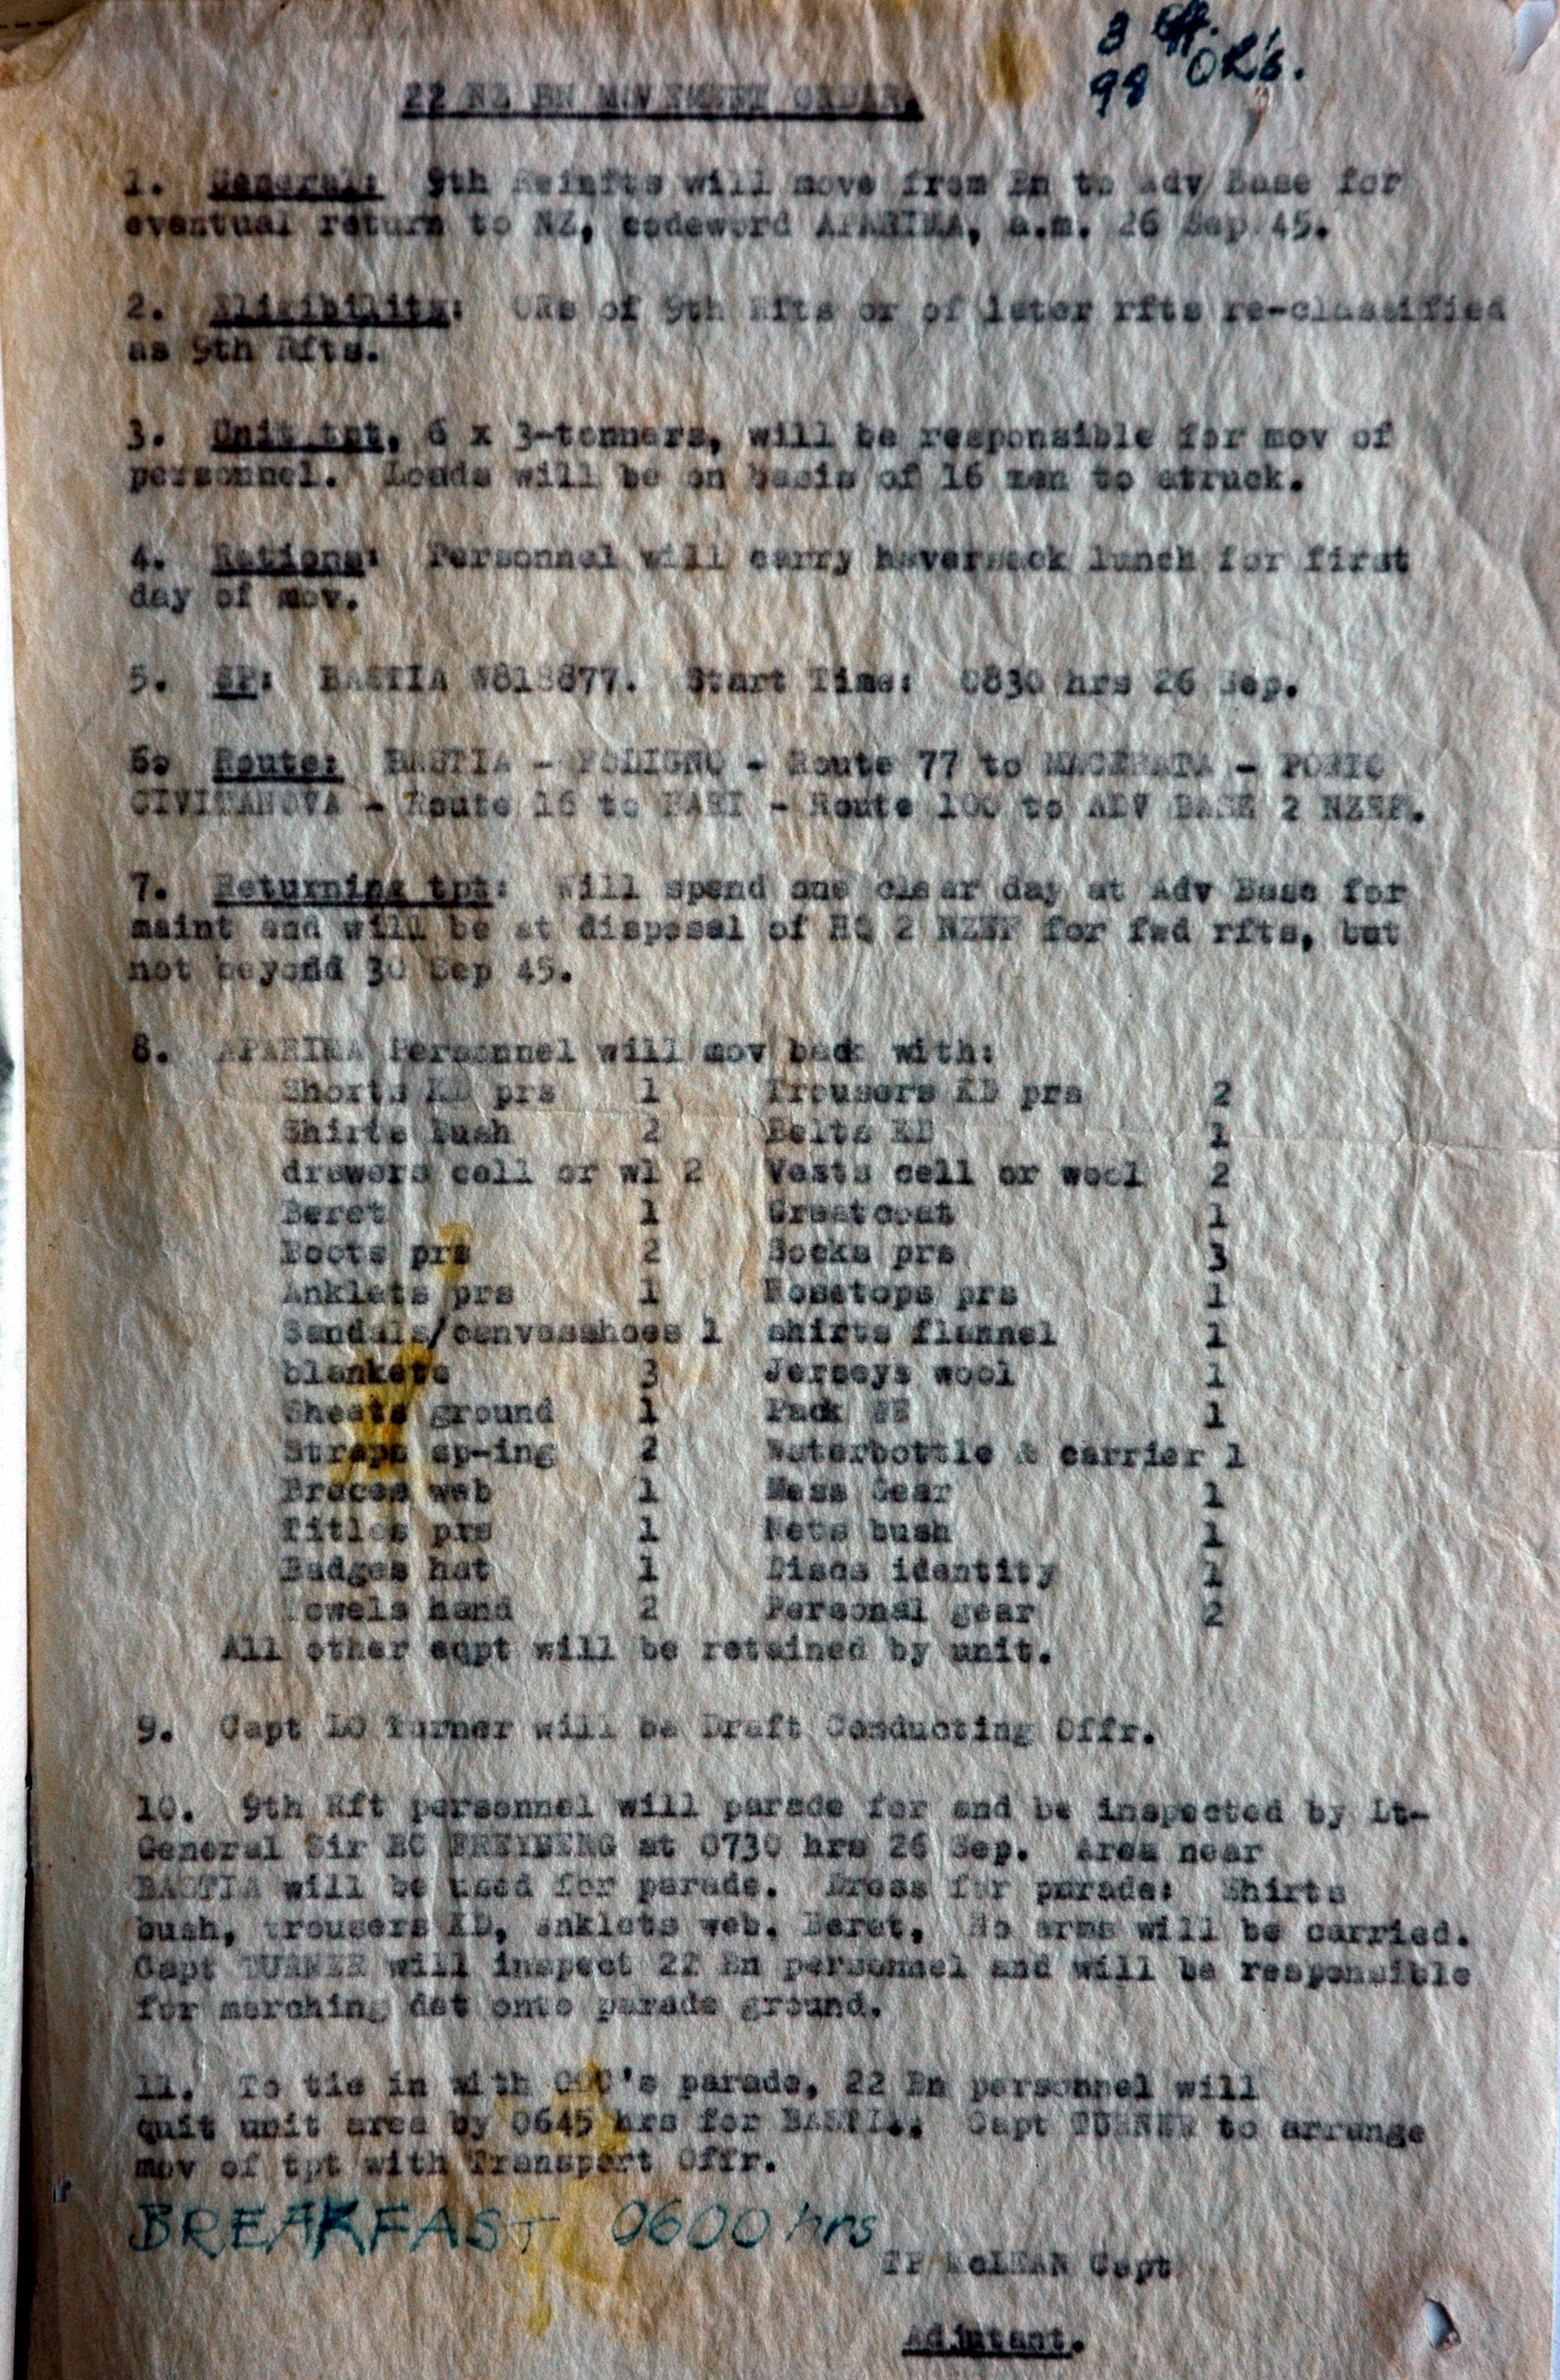 3 Off.
98 OR's.
22 NZ BN MOVEMENT ORDER.
1. General: 9th Reinfts will move from Bn to Adv Base for
eventual return to NZ, codeword APARIMA, a.m. 26 Sep 45.
2. Eligibility: ORs of 9th Rfts or of later rfts re-classified
as 9th Rfts.
3. Unit tpt, 6 x 3-tonners, will be responsible for mov of
personnel. Loads will be on basis of 16 men to atruck.
4. Rations: Personnel will carry haversack lunch for first
day of mov.
5. SP: BASTIA Start Time: 0830 hrs 26 Sep.
6. Route: BASTIA - FOLIGNO - Route 77 to MACERATA - PORTO
CIVITANOVA - Route 16 to BARI - Route 100 to ADV BASE 2 NZEF.
7. Returning tpt: Will spend one clear day at Adv Base for
maint and will be at disposal of HQ 2 NZEF for fwd rfts, but
not beyond 30 Sep 45.
8. APARIMA Personnel will mov back with:
Shorts KD prs 1 Trousers KD prs 2
Shirts bush 2 Belts KD 1
drawers cell or wl 2 Vests cell or wool 2
Beret 1 Greatcoat 1
Boots prs 2 Socks prs 3
Anklets prs 1 Hosetops prs 1
Sandals/canvasshoes 1 shirts flannel 1
blankets 3 Jerseys wool 1
Sheets ground 1 Pack 1
Straps sp-ing 2 Waterbottle & carrier 1
Braces web 1 Mess Gear 1
Titles prs 1 Nets bush 1
Badges hat 1 Discs identity 1
Towels hand 2 Personal gear 2
All other eqpt will be retained by unit.
9. Capt LO Turner will be Draft Conducting Offr.
10. 9th Rft personnel will parade for and be inspected by Lt-
General Sir BC FREYBERG at 0730 hrs 26 Sep. Area near
BASTIA will be used for parade. Dress for parade: Shirts
bush, trousers KD, anklets web, Beret, No arms will be carried.
Capt TURNER will inspect 22 Bn personnel and will be responsible
for marching det onto parade ground.
11. To tie in with GOC's parade, 22 Bn personnel will
quit unit area by 0645 hrs for BASTIA. Capt TURNER to arrange
mov of tpt with Transport Offr.
BREAKFAST 0600 hrs
TP McLEAN Capt
Adjutant.